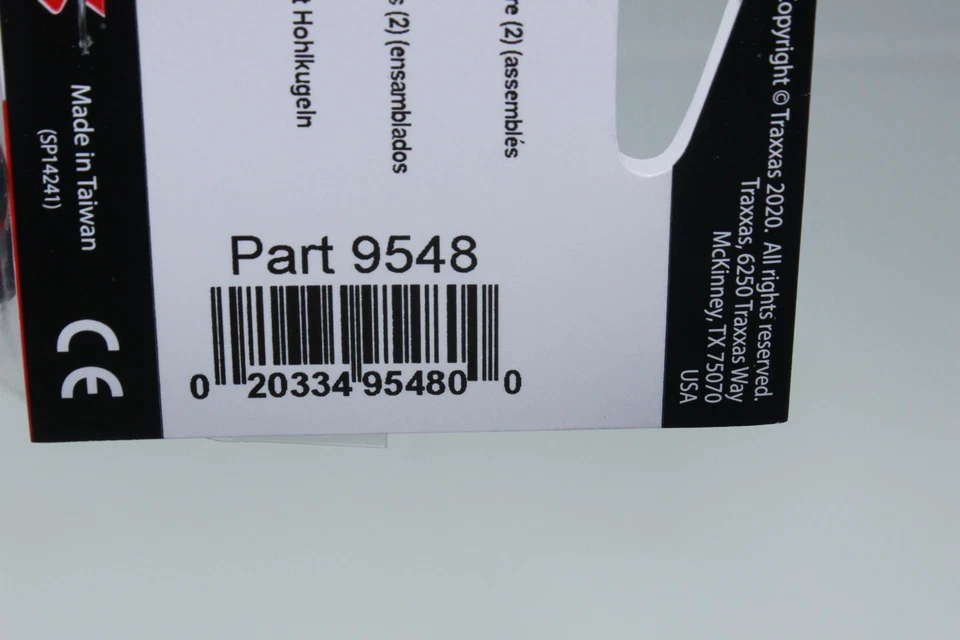 Made in Taiwan
(SP14241)
CE
t Hohlkugeln
s (2) (ensamblados
re (2) (assemblés
Part 9548
0 20334 95480 0
Copyright © Traxxas 2020. All rights reserved.
Traxxas, 6250 Traxxas Way
McKinney, TX 75070
USA